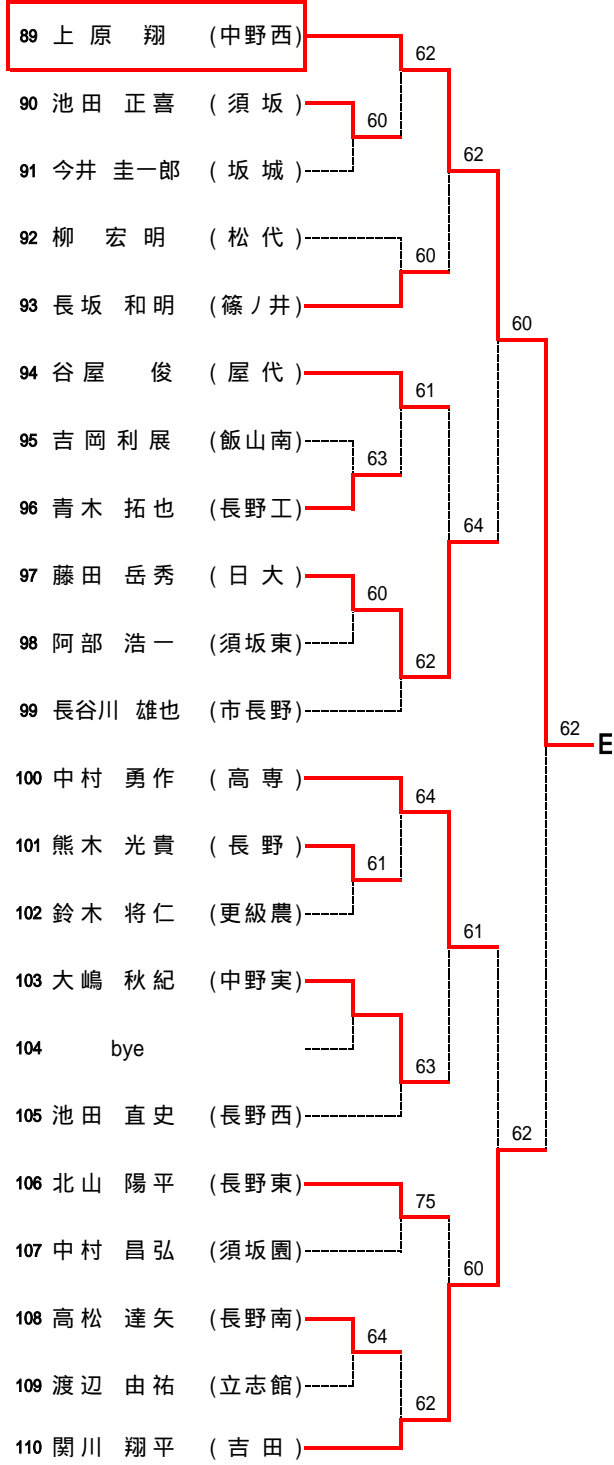 89 上原 翔 (中野西)
62
90 池田 正喜 (須坂)
60
91 今井 圭一郎 (坂城)
62
92 柳 宏明 (松代)
60
93 長坂 和明 (篠ノ井)
60
94 谷屋 俊 (屋代)
61
95 吉岡利展 (飯山南)
63
96 青木 拓也 (長野工)
64
97 藤田 岳秀 (日大)
60
98 阿部 浩一 (須坂東)
62
99 長谷川 雄也 (市長野)
62 E
100 中村 勇作 (高専)
64
101 熊木 光貴 (長野)
61
102 鈴木 将仁 (更級農)
61
103 大嶋 秋紀 (中野実)
104 bye
63
105 池田 直史 (長野西)
62
106 北山 陽平 (長野東)
75
107 中村 昌弘 (須坂園)
60
108 高松 達矢 (長野南)
64
109 渡辺 由祐 (立志館)
62
110 関川 翔平 (吉田)